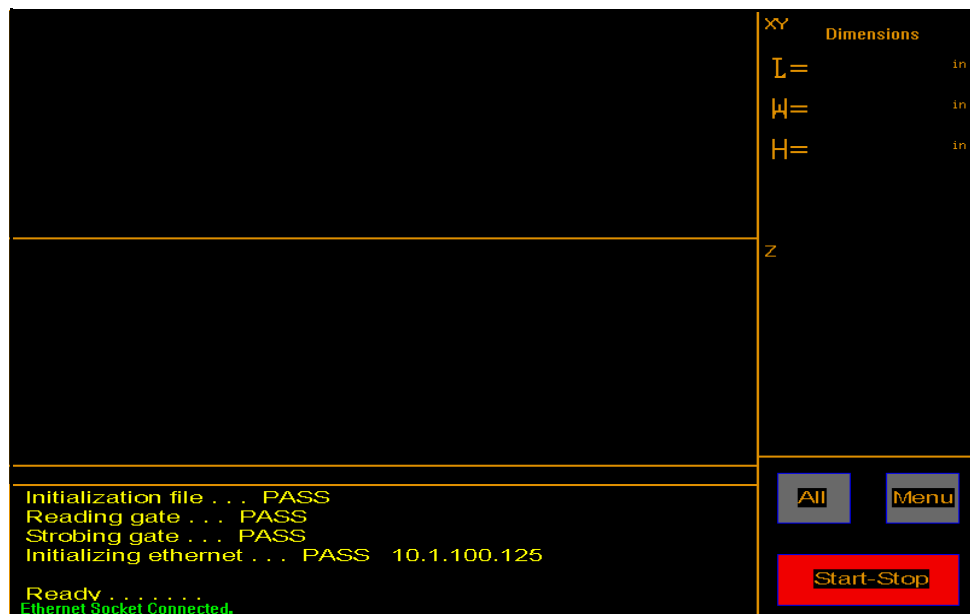 XY
Dimensions
L= in
W= in
H= in
Z
All
Menu
Start-Stop
Initialization file . . . PASS
Reading gate . . . PASS
Strobing gate . . . PASS
Initializing ethernet . . . PASS 10.1.100.125
Ready . . . . . . .
Ethernet Socket Connected.